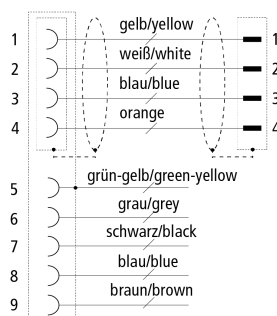 gelb/yellow
1 1
weiß/white
2 2
blau/blue
3 3
orange
4 4
grün-gelb/green-yellow
5
grau/grey
6
schwarz/black
7
blau/blue
8
braun/brown
9